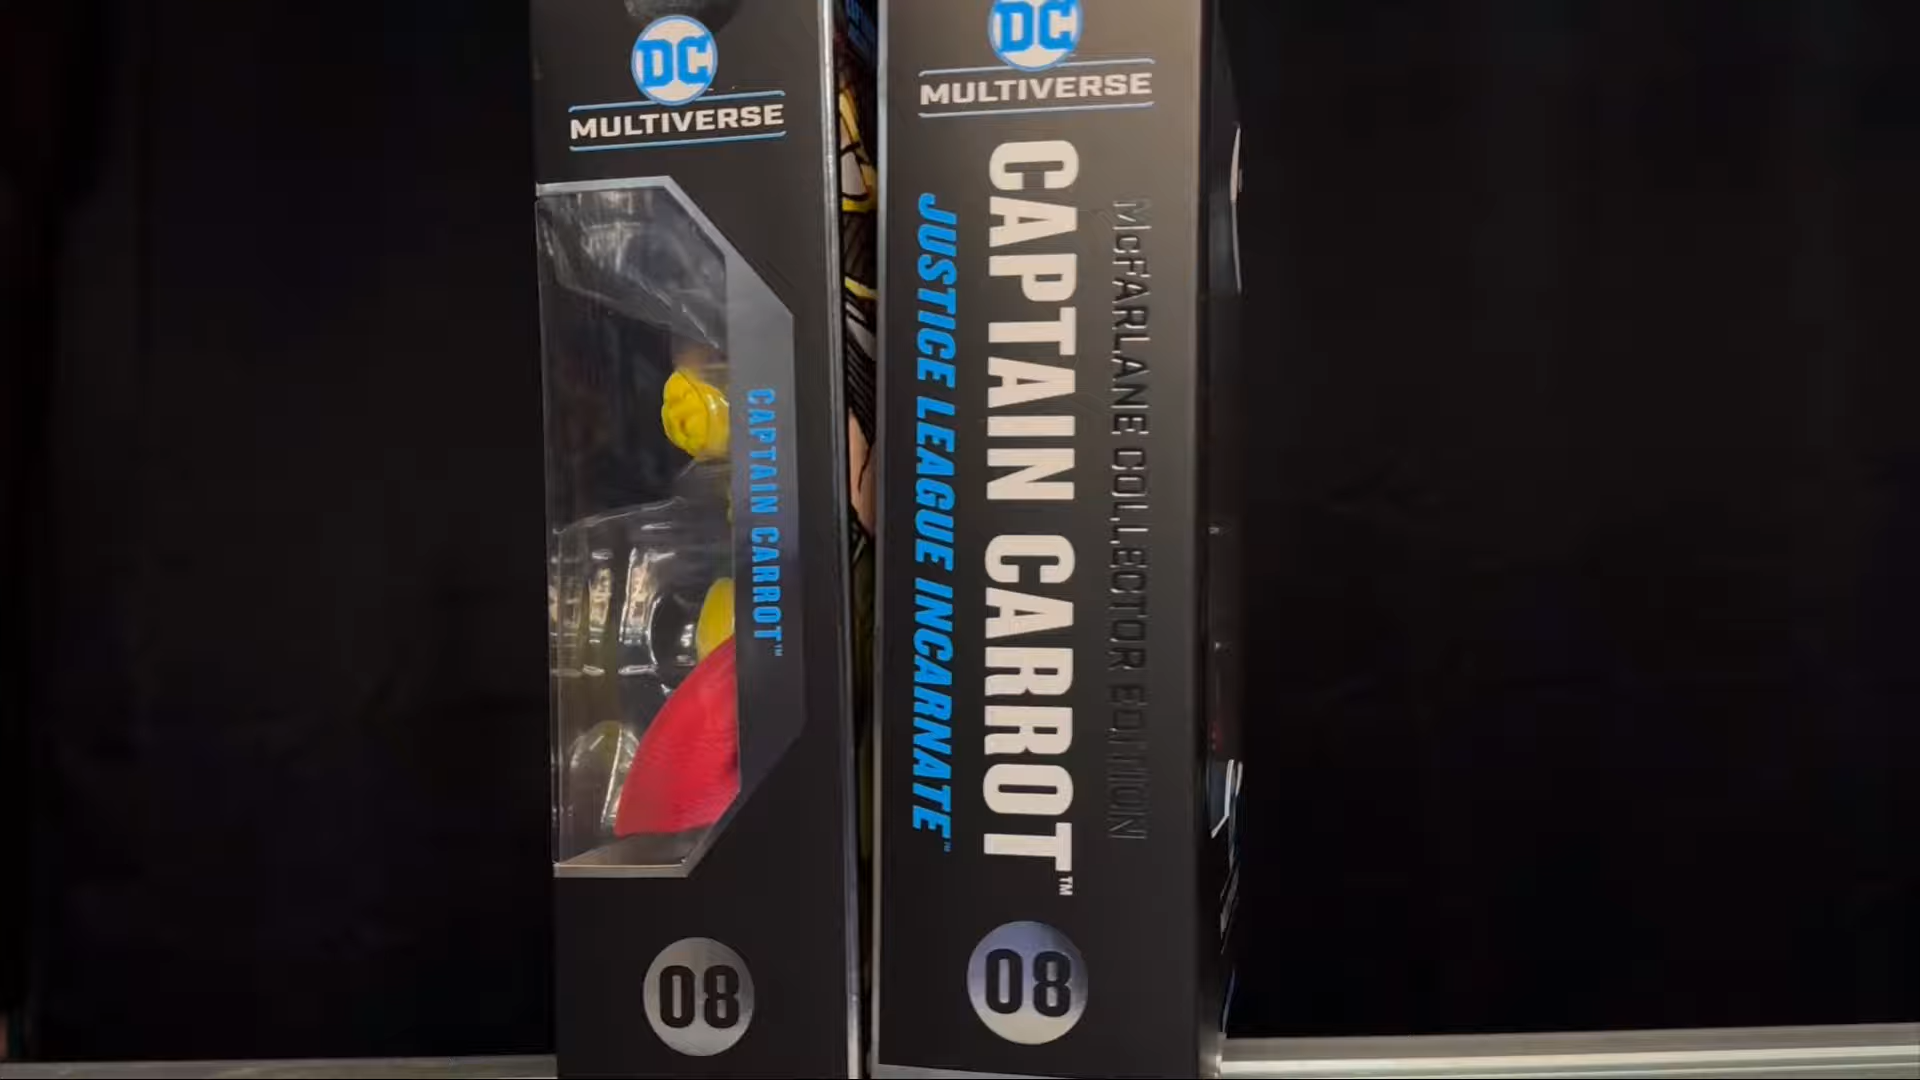 DC
MULTIVERSE
CAPTAIN CARROT™
08
DC
MULTIVERSE
McFARLANE COLLECTOR EDITION
CAPTAIN CARROT™
JUSTICE LEAGUE INCARNATE™
08